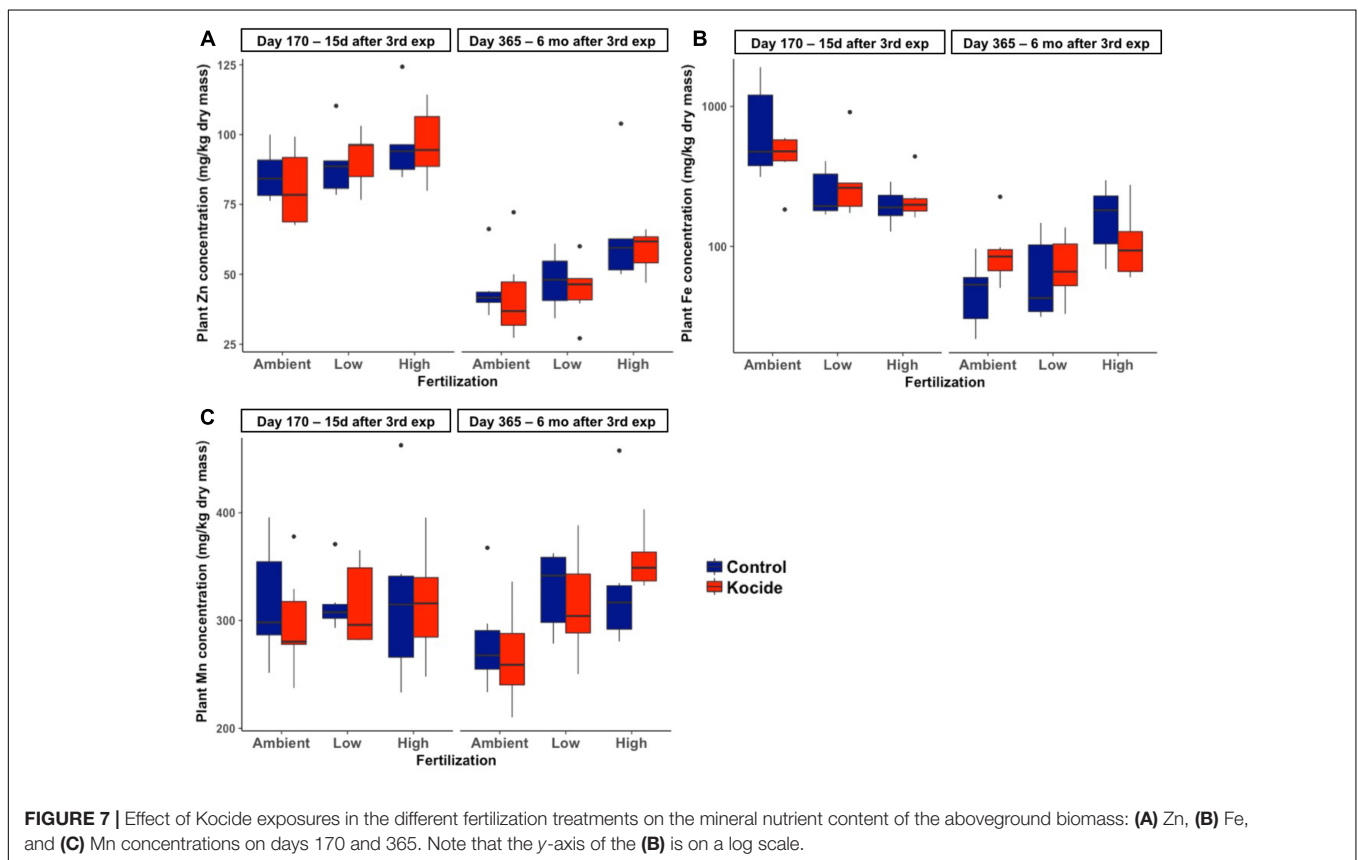 A
Day 170 – 15d after 3rd exp
Day 365 – 6 mo after 3rd exp
Plant Zn concentration (mg/kg dry mass)
125
100
75
50
25
Ambient Low High Ambient Low High
Fertilization
B
Day 170 – 15d after 3rd exp
Day 365 – 6 mo after 3rd exp
Plant Fe concentration (mg/kg dry mass)
1000
100
Ambient Low High Ambient Low High
Fertilization
C
Day 170 – 15d after 3rd exp
Day 365 – 6 mo after 3rd exp
Plant Mn concentration (mg/kg dry mass)
400
300
200
Ambient Low High Ambient Low High
Fertilization
Control
Kocide
FIGURE 7 | Effect of Kocide exposures in the different fertilization treatments on the mineral nutrient content of the aboveground biomass: (A) Zn, (B) Fe,
and (C) Mn concentrations on days 170 and 365. Note that the y-axis of the (B) is on a log scale.